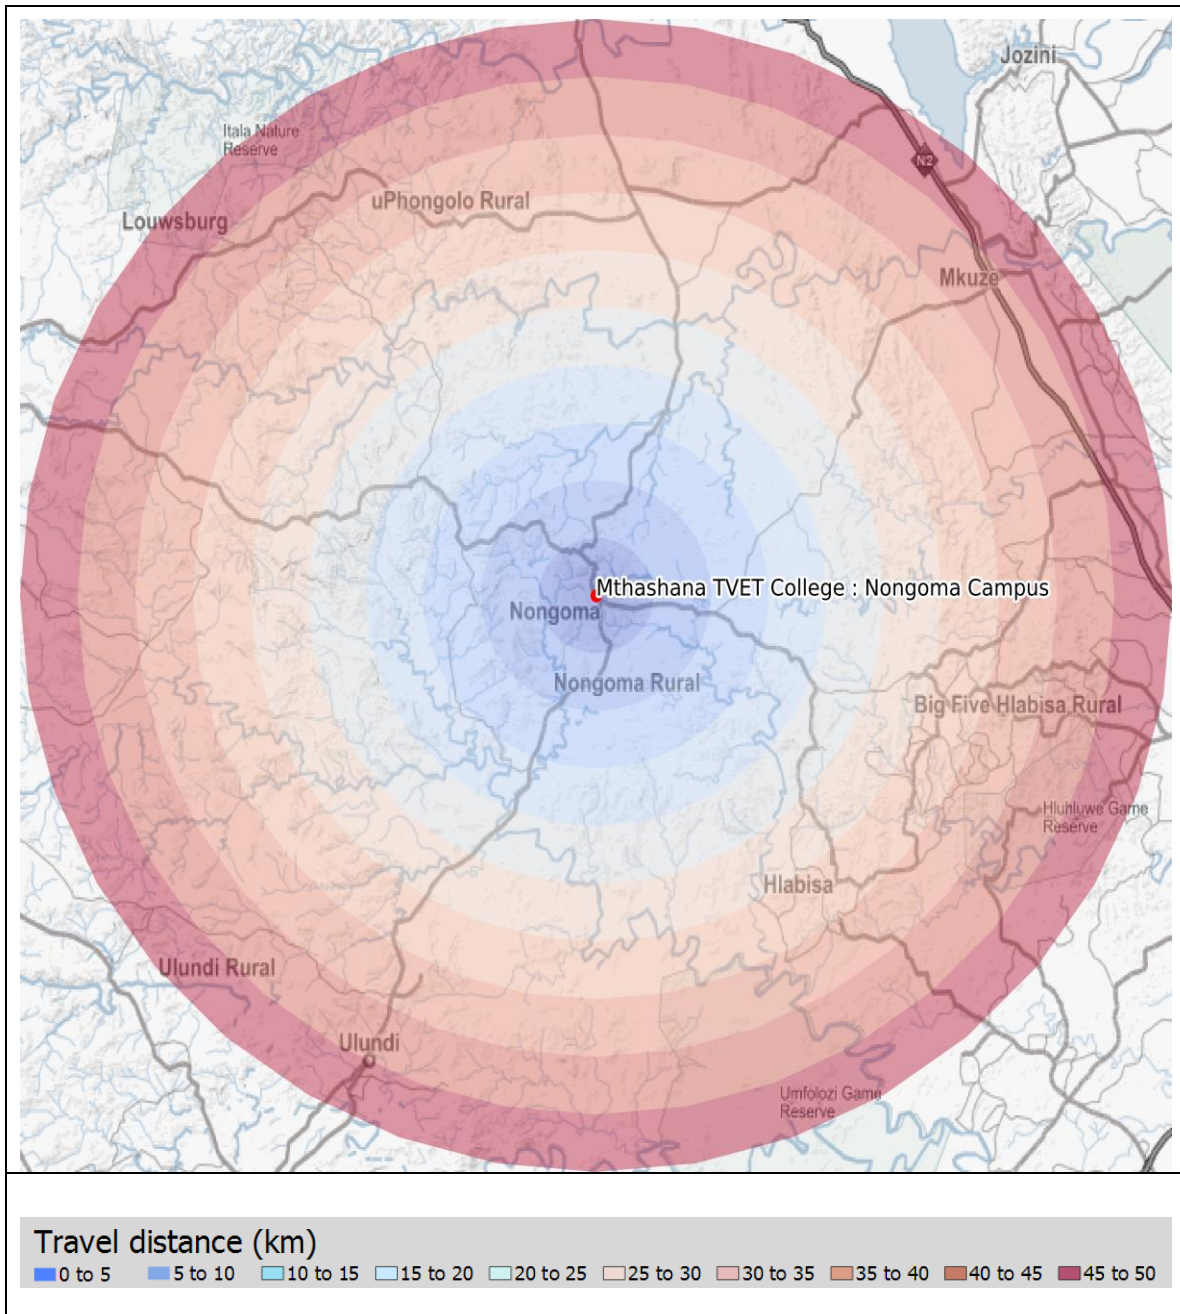 Jozini
Itala Nature
Reserve
N2
uPhongolo Rural
Louwsburg
Mkuze
Mthashana TVET College : Nongoma Campus
Nongoma
Nongoma Rural
Big Five Hlabisa Rural
Hluhluwe Game
Reserve
Hlabisa
Ulundi Rural
Ulundi
Umfolozi Game
Reserve
Travel distance (km)
0 to 5 5 to 10 10 to 15 15 to 20 20 to 25 25 to 30 30 to 35 35 to 40 40 to 45 45 to 50